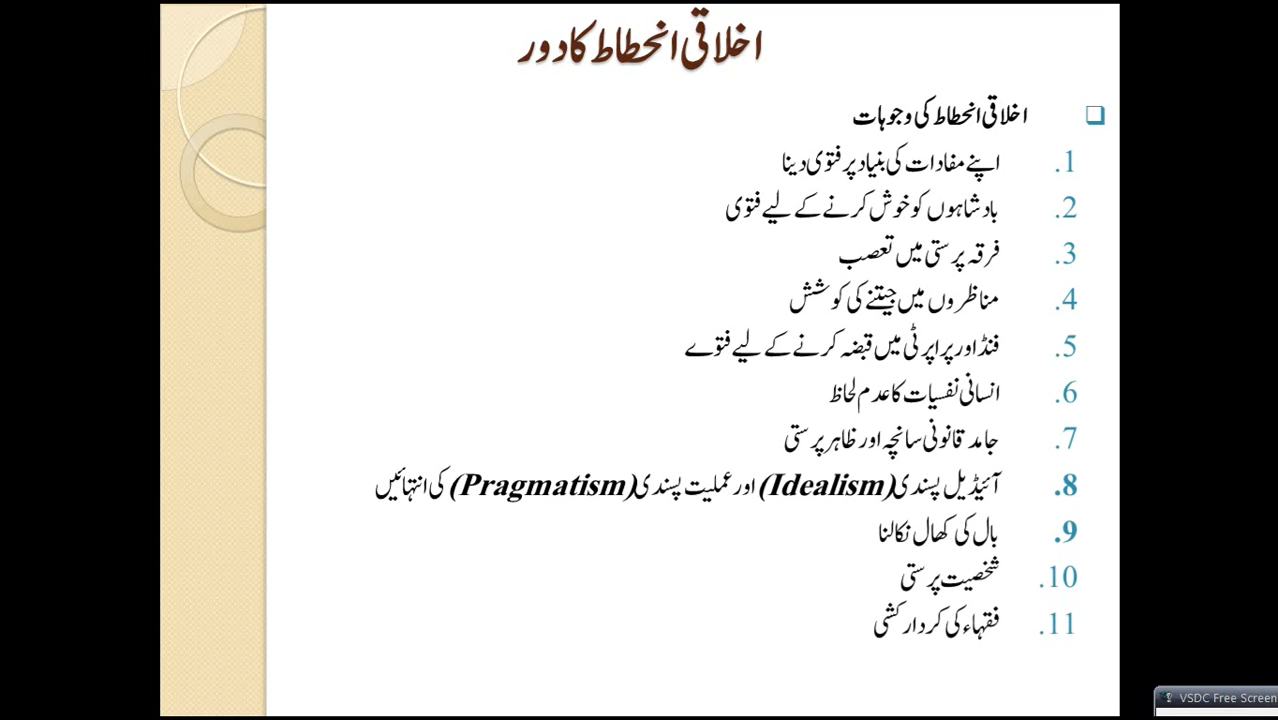 اخلاقی انحطاط کا دور
❑ اخلاقی انحطاط کی وجوہات
1. اپنے مفادات کی بنیاد پر فتوی دینا
2. بادشاہوں کو خوش کرنے کے لیے فتوی
3. فرقہ پرستی میں تعصب
4. مناظروں میں جیتنے کی کوشش
5. فنڈ اور پراپرٹی میں قبضہ کرنے کے لیے فتوے
6. انسانی نفسیات کا عدم لحاظ
7. جامد قانونی سانچہ اور ظاہر پرستی
8. آئیڈیل پسندی (Idealism) اور عملیت پسندی (Pragmatism) کی انتہائیں
9. بال کی کھال نکالنا
10. شخصیت پرستی
11. فقہاء کی کردار کشی
VSDC Free Screen